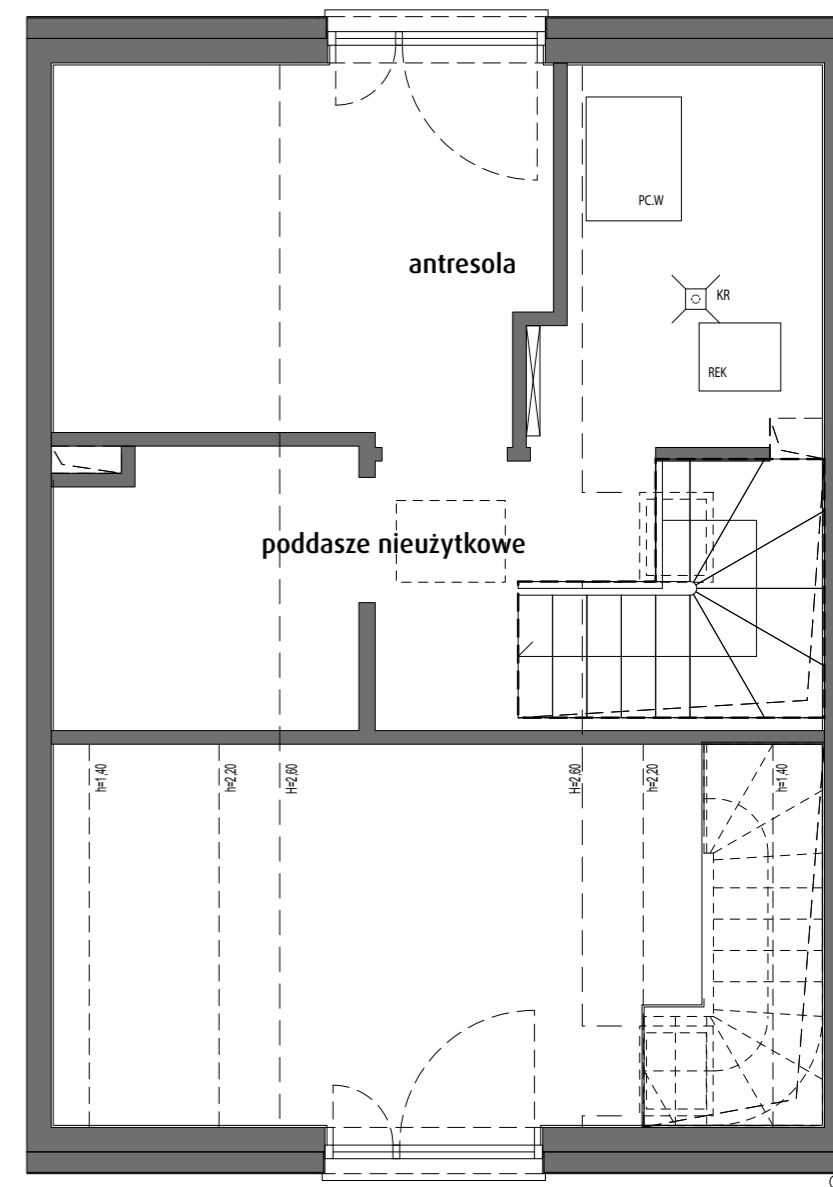 PC.W
antresola
KR
REK
poddasze nieużytkowe
h=1,40
h=2,20
H=2,60
H=2,60
h=2,20
h=1,40